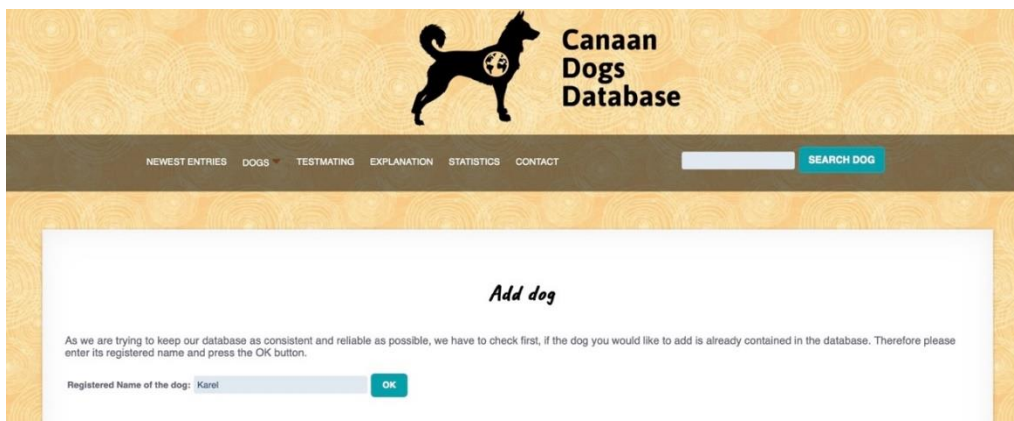 Canaan
Dogs
Database
NEWEST ENTRIES DOGS TESTMATING EXPLANATION STATISTICS CONTACT SEARCH DOG
Add dog
As we are trying to keep our database as consistent and reliable as possible, we have to check first, if the dog you would like to add is already contained in the database. Therefore please
enter its registered name and press the OK button.
Registered Name of the dog: Karel OK